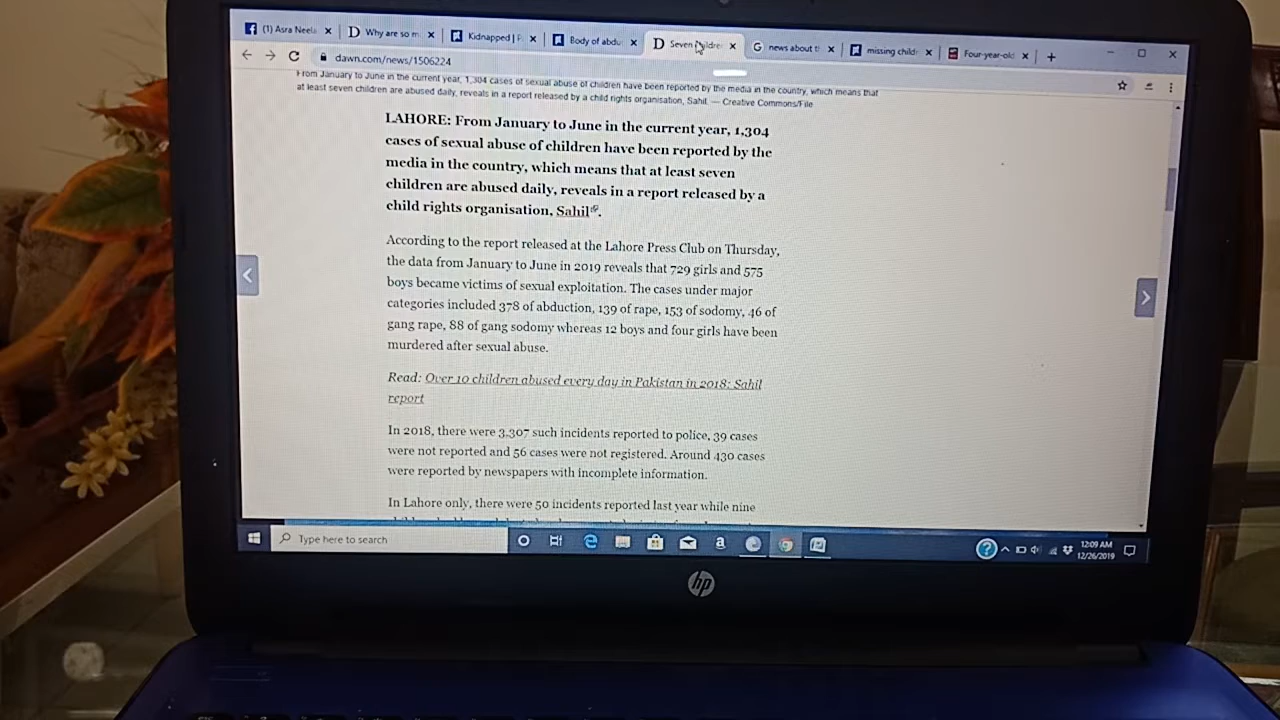 (1) Asra Neel
Why are so m
Kidnapped |
Body of abdu
Seven childre
news about t
missing child
Four-year-ol
dawn.com/news/1506224
From January to June in the current year, 1,304 cases of sexual abuse of children have been reported by the media in the country, which means that
at least seven children are abused daily, reveals in a report released by a child rights organisation, Sahil. — Creative Commons/File
LAHORE: From January to June in the current year, 1,304
cases of sexual abuse of children have been reported by the
media in the country, which means that at least seven
children are abused daily, reveals in a report released by a
child rights organisation, Sahil.
According to the report released at the Lahore Press Club on Thursday,
the data from January to June in 2019 reveals that 729 girls and 575
boys became victims of sexual exploitation. The cases under major
categories included 378 of abduction, 139 of rape, 153 of sodomy, 46 of
gang rape, 88 of gang sodomy whereas 12 boys and four girls have been
murdered after sexual abuse.
Read: Over 10 children abused every day in Pakistan in 2018: Sahil
report
In 2018, there were 3,307 such incidents reported to police, 39 cases
were not reported and 56 cases were not registered. Around 430 cases
were reported by newspapers with incomplete information.
In Lahore only, there were 50 incidents reported last year while nine
Type here to search
12:09 AM
12/26/2019
hp